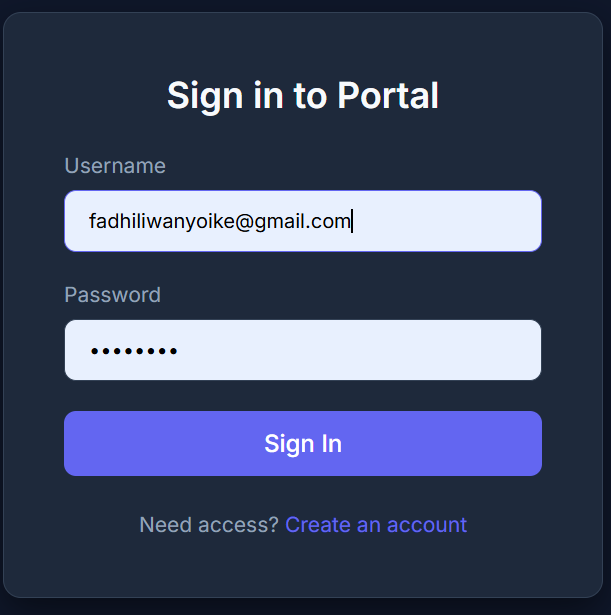 Sign in to Portal
Username
fadhiliwanyoike@gmail.com
Password
••••••••
Sign In
Need access? Create an account